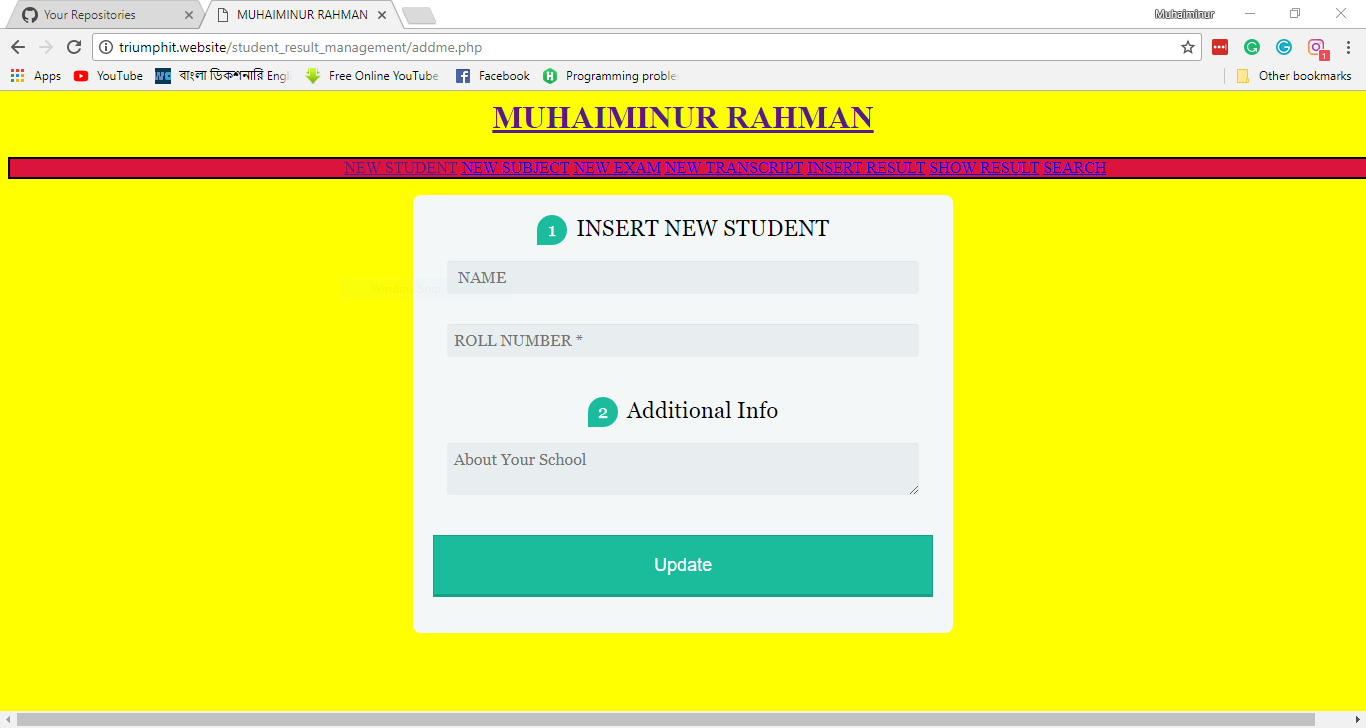 Your Repositories
MUHAIMINUR RAHMAN
Muhaiminur
triumphit.website/student_result_management/addme.php
1
Apps YouTube বাংলা ডিকশনারি Engl Free Online YouTube Facebook Programming proble Other bookmarks
MUHAIMINUR RAHMAN
NEW STUDENT NEW SUBJECT NEW EXAM NEW TRANSCRIPT INSERT RESULT SHOW RESULT SEARCH
1 INSERT NEW STUDENT
NAME
ROLL NUMBER *
2 Additional Info
About Your School
Update